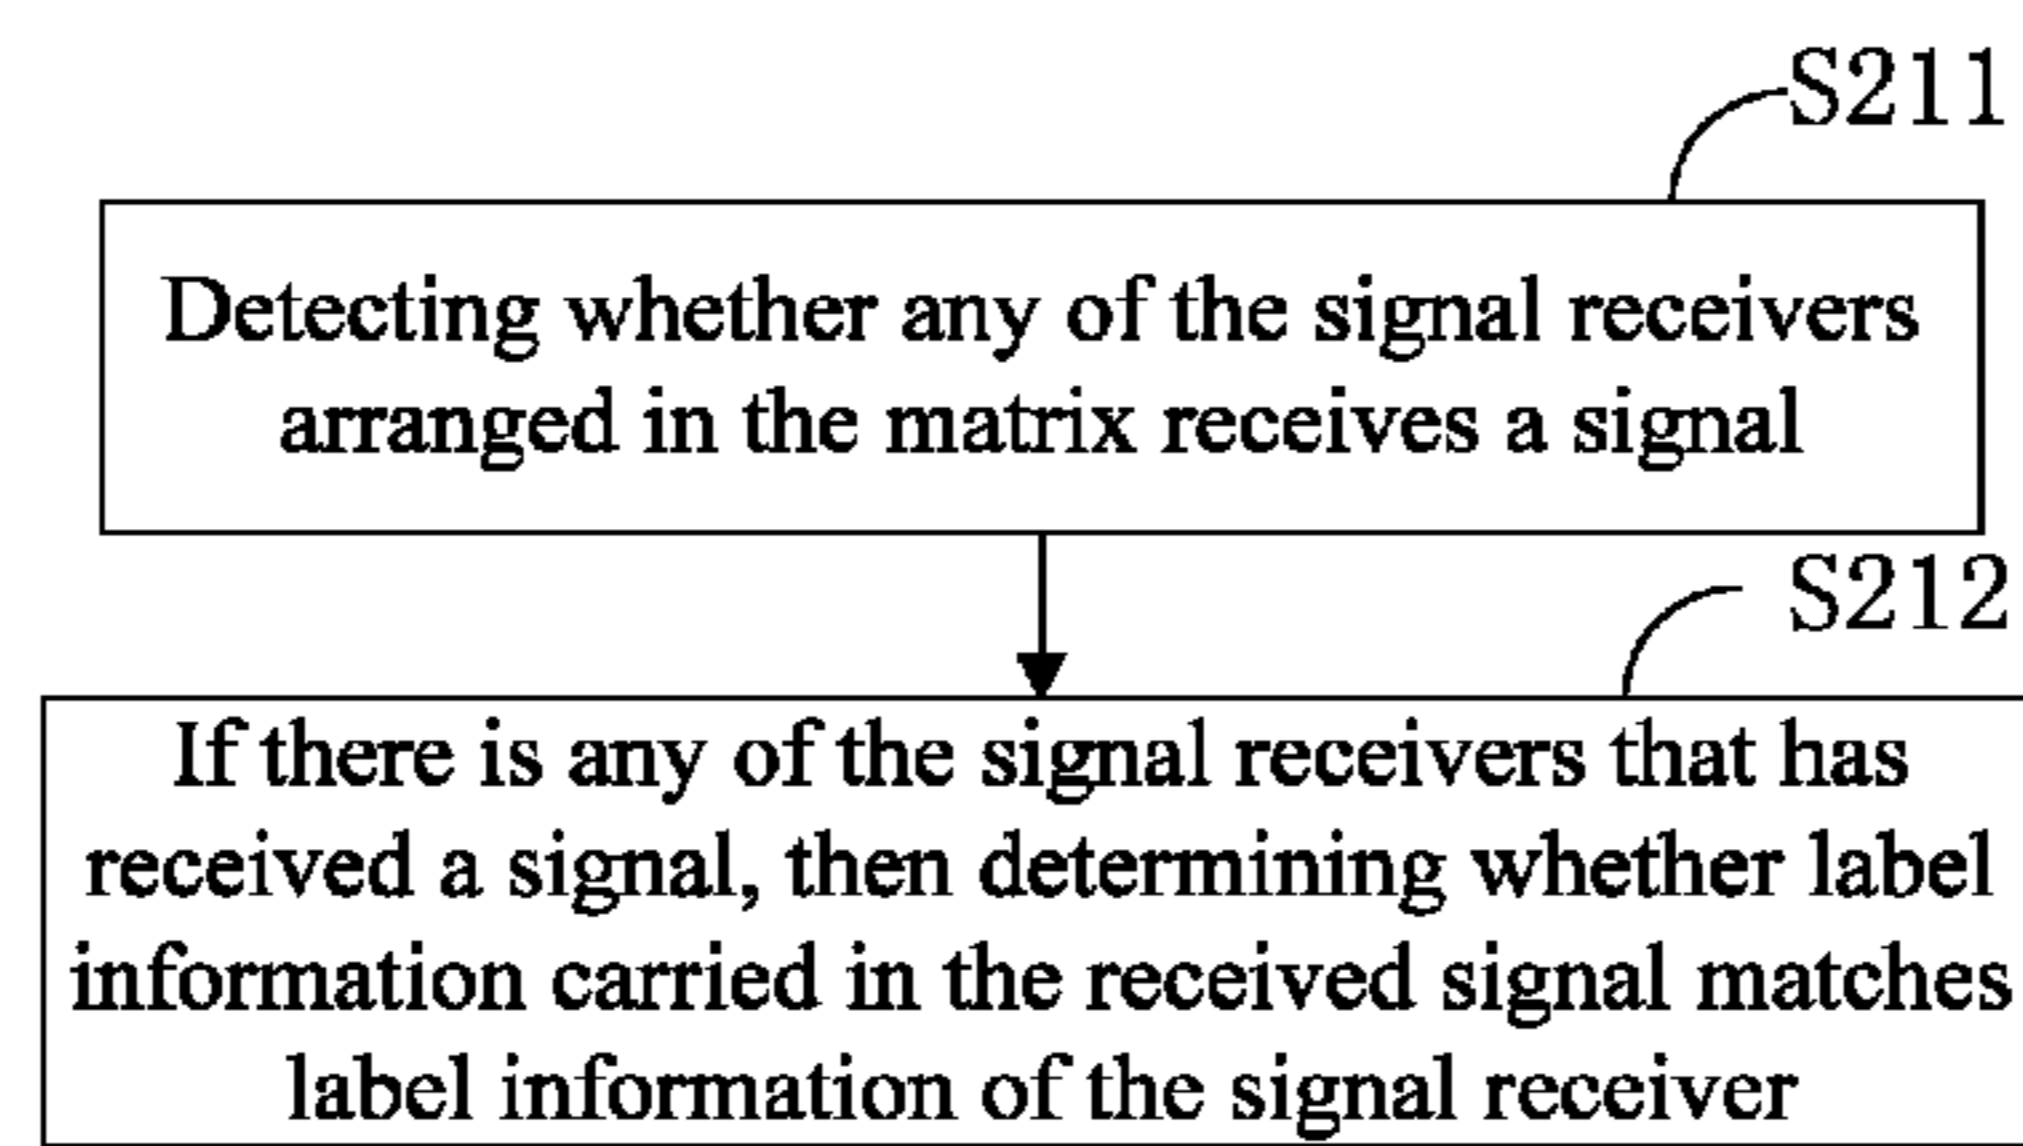 S211
Detecting whether any of the signal receivers
arranged in the matrix receives a signal
S212
If there is any of the signal receivers that has
received a signal, then determining whether label
information carried in the received signal matches
label information of the signal receiver